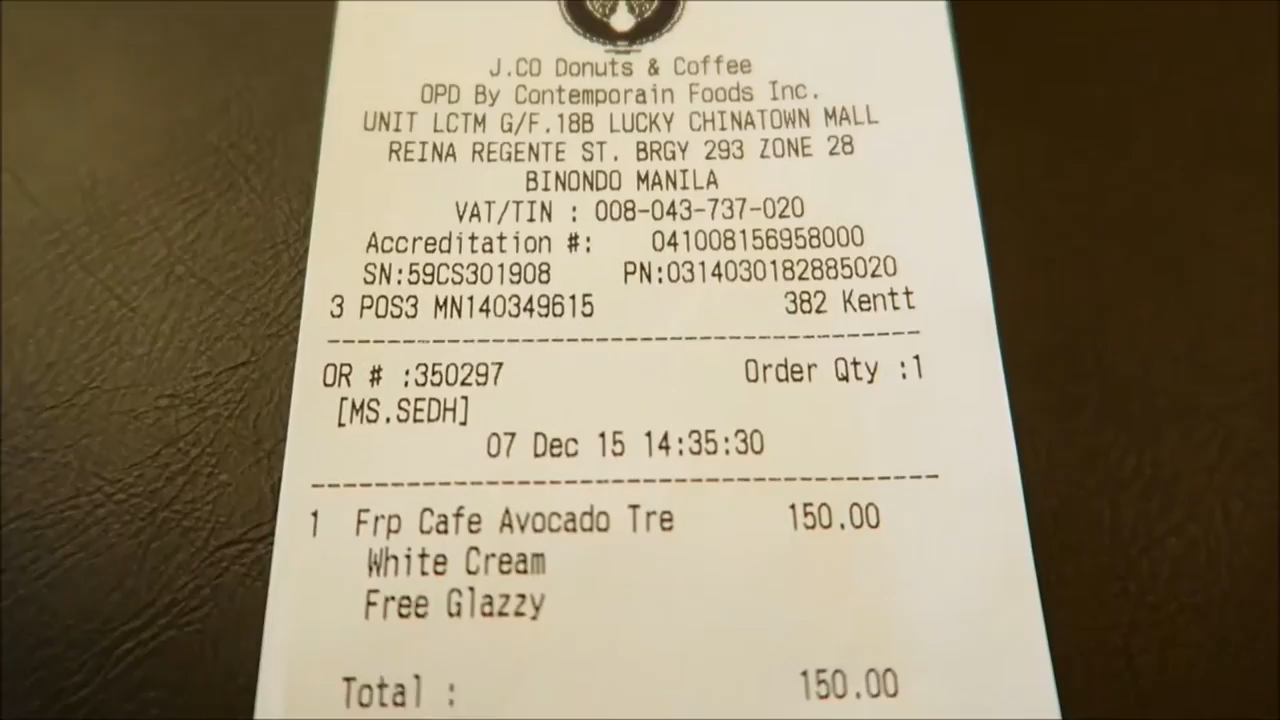 J.CO Donuts & Coffee
OPD By Contemporain Foods Inc.
UNIT LCTM G/F.18B LUCKY CHINATOWN MALL
REINA REGENTE ST. BRGY 293 ZONE 28
BINONDO MANILA
VAT/TIN : 008-043-737-020
Accreditation #: 041008156958000
SN:59CS301908 PN:0314030182885020
3 POS3 MN140349615 382 Kentt
OR # :350297 Order Qty :1
[MS.SEDH]
07 Dec 15 14:35:30
1 Frp Cafe Avocado Tre 150.00
White Cream
Free Glazzy
Total : 150.00